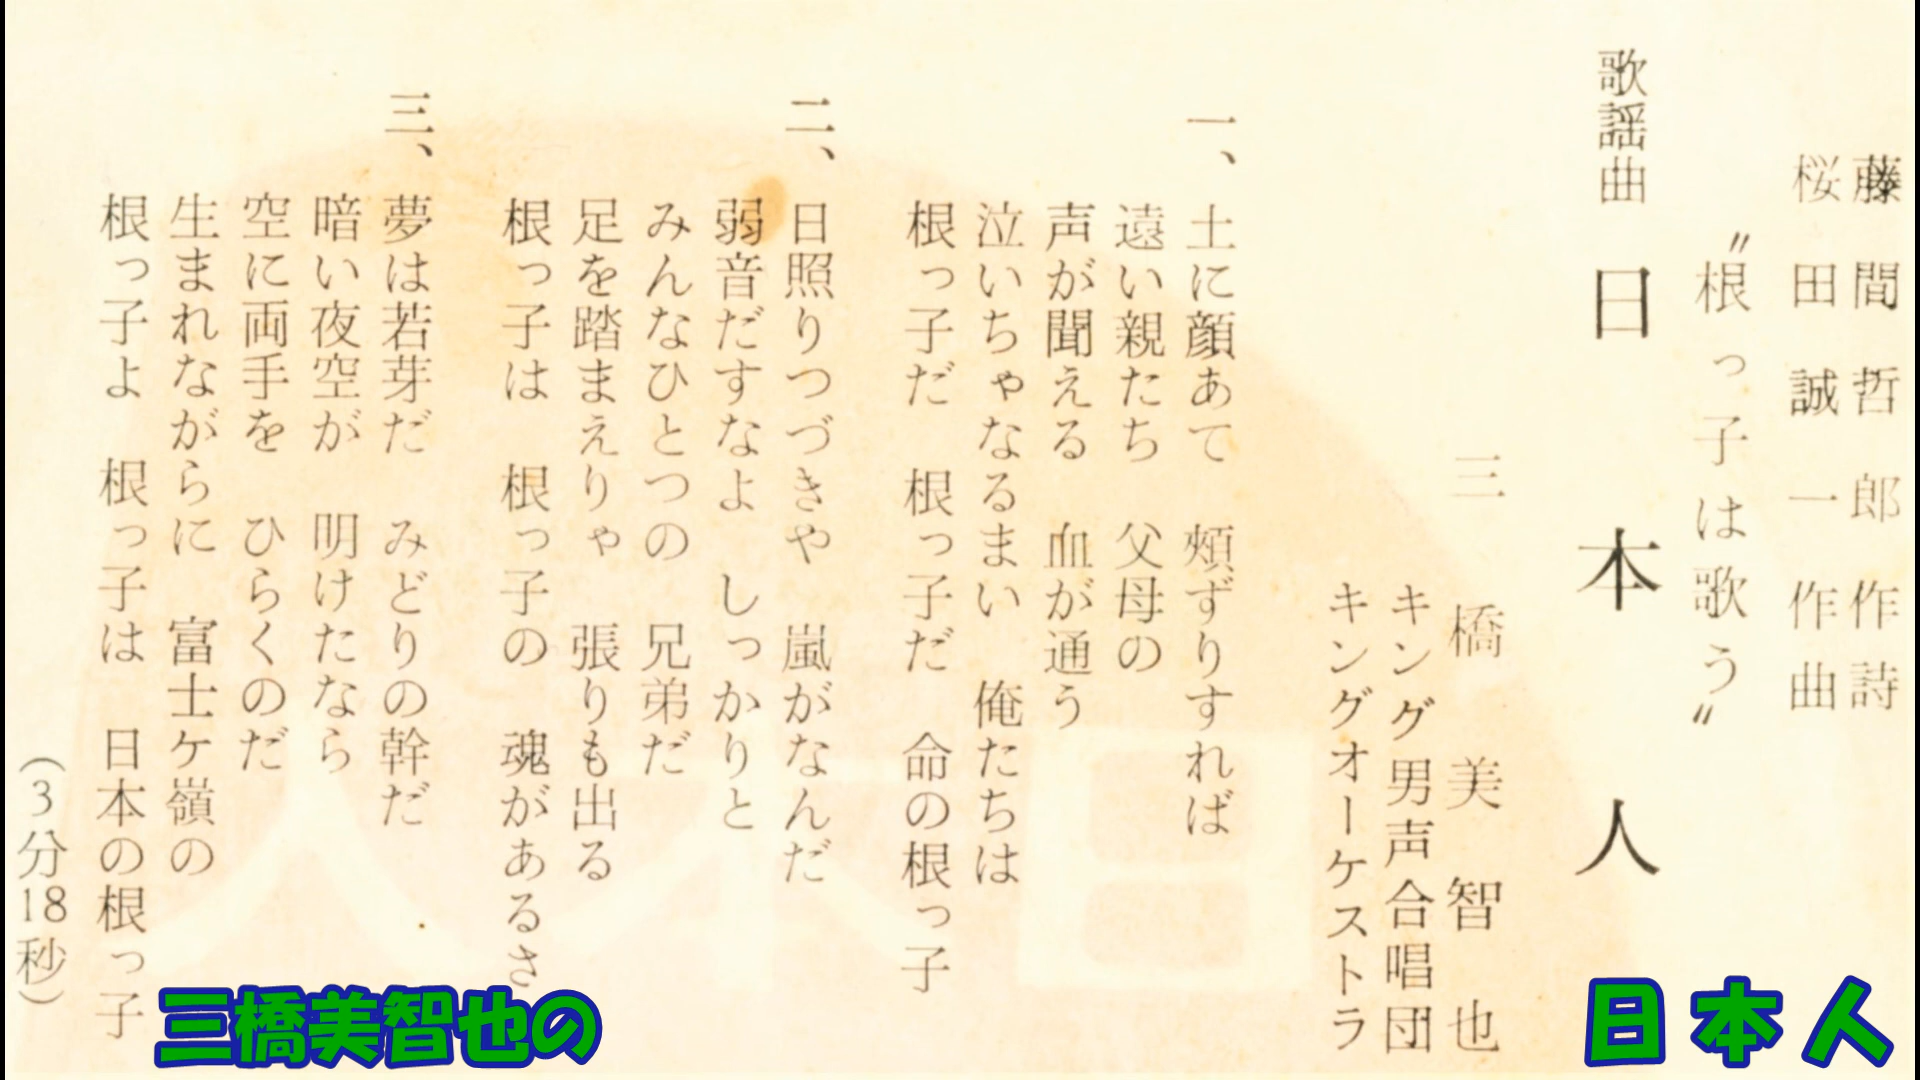 藤間哲郎作詩
桜田誠一作曲
〝根っ子は歌う〟
歌謡曲 日本人
三橋美智也
キング男声合唱団
キングオーケストラ
一、土に顔あて 頬ずりすれば
遠い親たち 父母の
声が聞える 血が通う
泣いちゃなるまい 俺たちは
根っ子だ 根っ子だ 命の根っ子
二、日照りつづきや 嵐がなんだ
弱音だすなよ しっかりと
みんなひとつの 兄弟だ
足を踏まえりゃ 張りも出る
根っ子は 根っ子の 魂があるさ
三、夢は若芽だ みどりの幹だ
暗い夜空が 明けたなら
空に両手を ひらくのだ
生まれながらに 富士ケ嶺の
根っ子よ 根っ子は 日本の根っ子
(3分18秒)
日本人
三橋美智也の
日本人